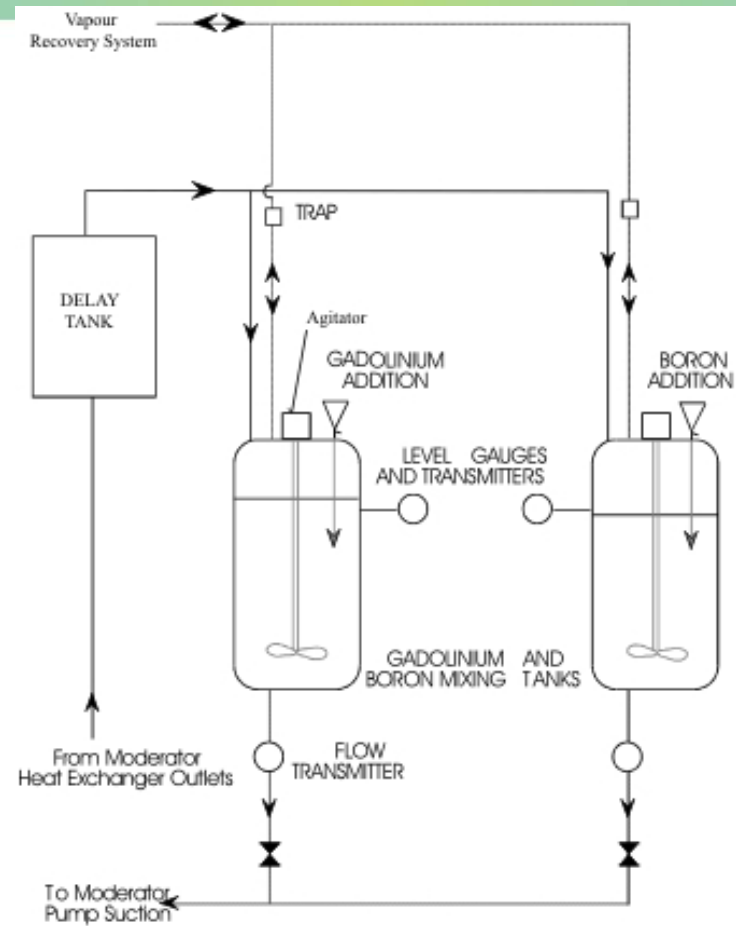 Vapour
Recovery System
TRAP
DELAY
TANK
Agitator
GADOLINIUM
ADDITION
BORON
ADDITION
LEVEL GAUGES
AND TRANSMITTERS
GADOLINIUM AND
BORON MIXING TANKS
From Moderator
Heat Exchanger Outlets
FLOW
TRANSMITTER
To Moderator
Pump Suction